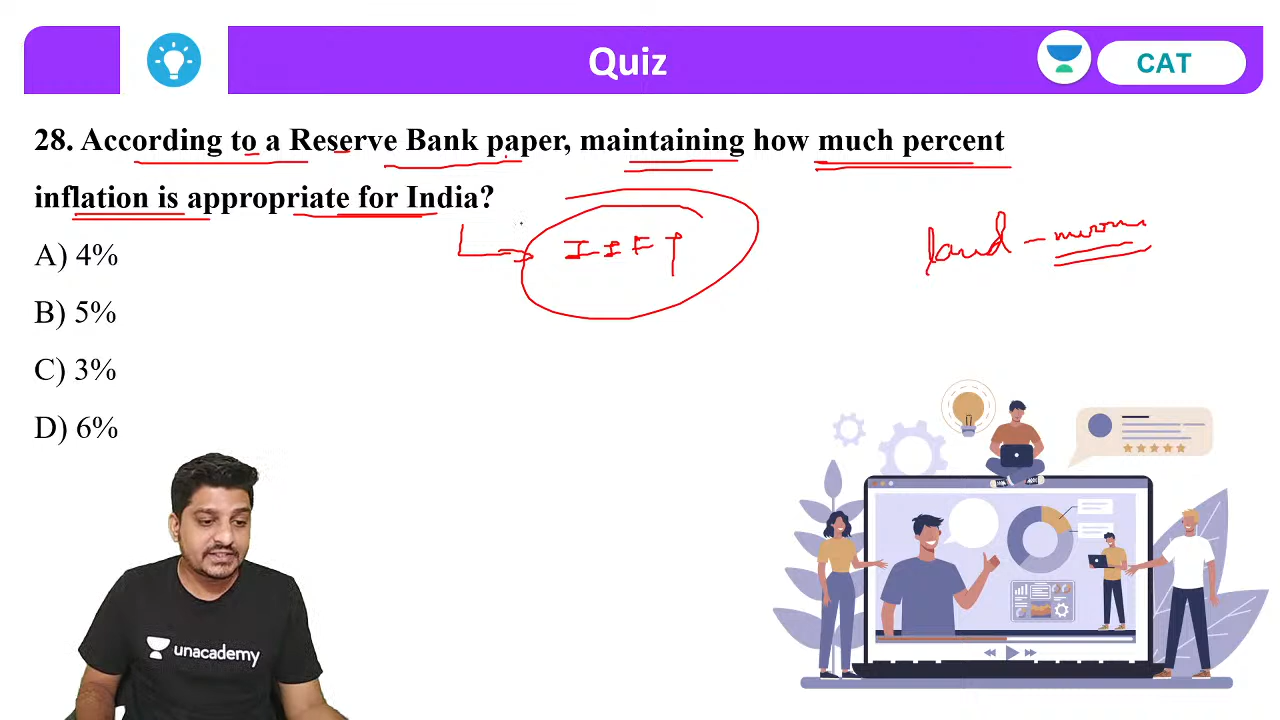 Quiz
CAT
28. According to a Reserve Bank paper, maintaining how much percent
inflation is appropriate for India?
IIFT
land -
A) 4%
B) 5%
C) 3%
D) 6%
unacademy